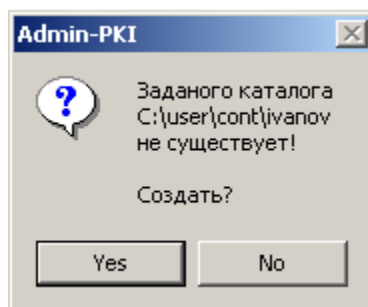 Admin-PKI
?
Заданого каталога
C:\user\cont\ivanov
не существует!
Создать?
Yes
No